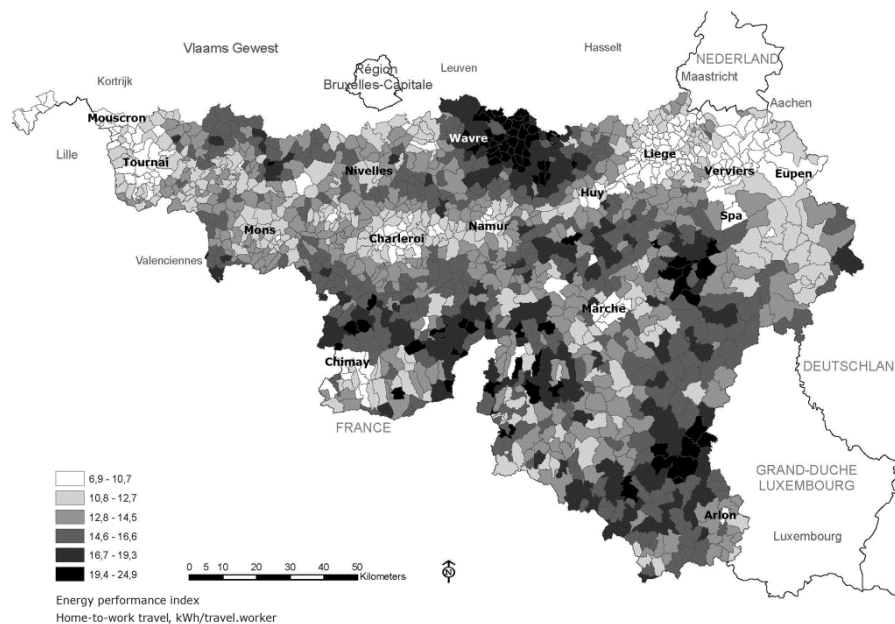 Vlaams Gewest
Hasselt
NEDERLAND
Leuven
Région
Bruxelles-Capitale
Maastricht
Kortrijk
Aachen
Mouscron
Wavre
Lille
Tournai
Liege
Nivelles
Verviers
Eupen
Huy
Spa
Mons
Charleroi
Namur
Valenciennes
Marche
Chimay
DEUTSCHLAN
FRANCE
GRAND-DUCHE
LUXEMBOURG
Arlon
Luxembourg
6,9 - 10,7
10,8 - 12,7
12,8 - 14,5
14,6 - 16,6
16,7 - 19,3
19,4 - 24,9
0 5 10 20 30 40 50
Kilometers
N
Energy performance index
Home-to-work travel, kWh/travel.worker